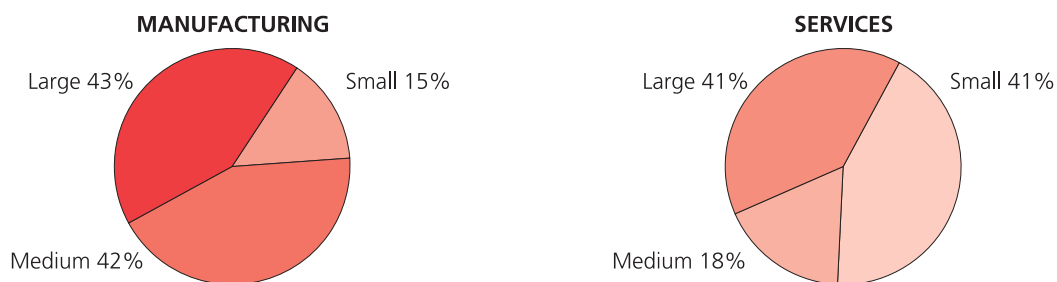 MANUFACTURING
Large 43%
Small 15%
Medium 42%
SERVICES
Large 41%
Small 41%
Medium 18%